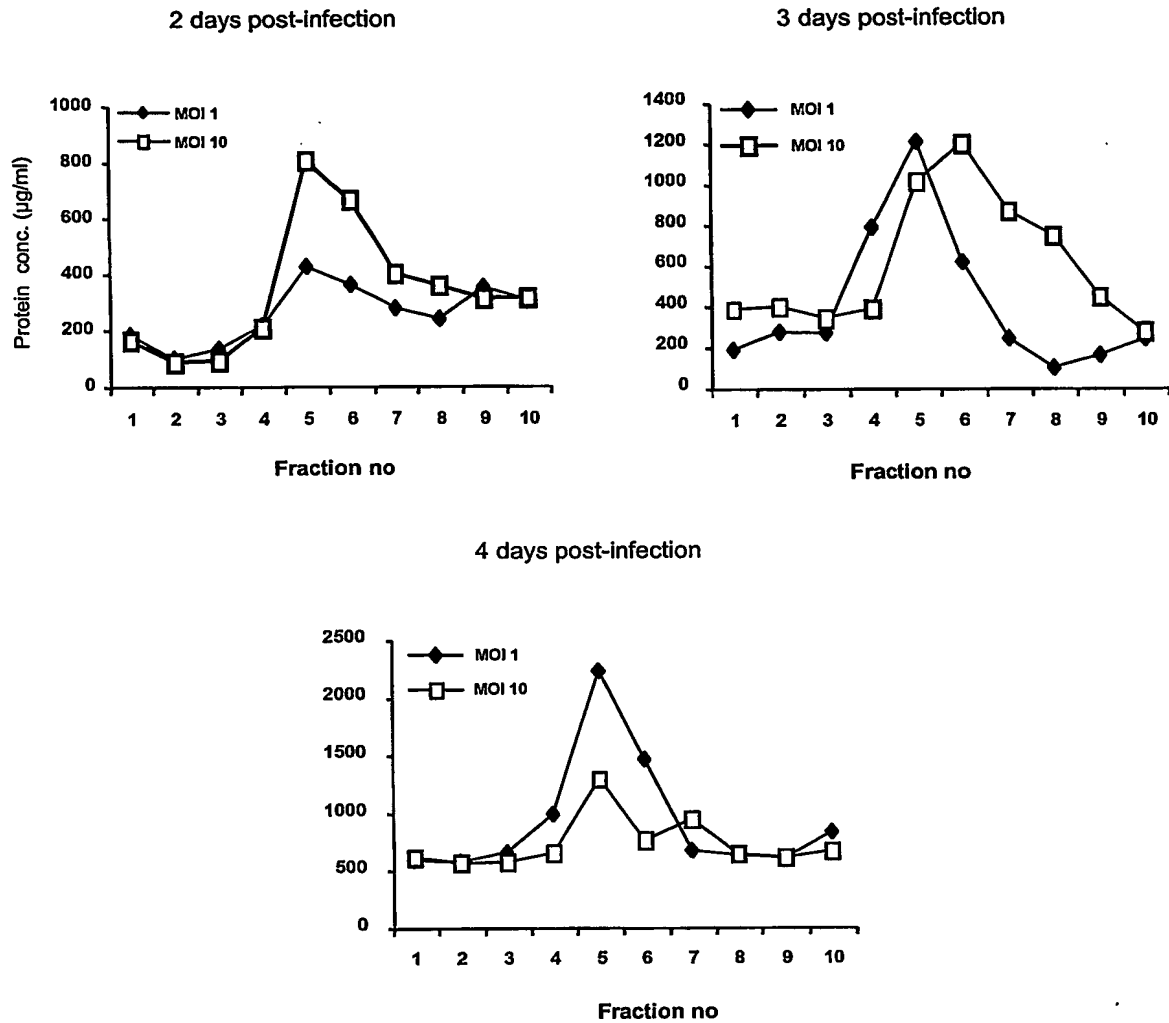 2 days post-infection
3 days post-infection
1000
800
600
400
200
0
Protein conc. (µg/ml)
MOI 1
MOI 10
1 2 3 4 5 6 7 8 9 10
Fraction no
1400
1200
1000
800
600
400
200
0
MOI 1
MOI 10
1 2 3 4 5 6 7 8 9 10
Fraction no
4 days post-infection
2500
2000
1500
1000
500
0
MOI 1
MOI 10
1 2 3 4 5 6 7 8 9 10
Fraction no